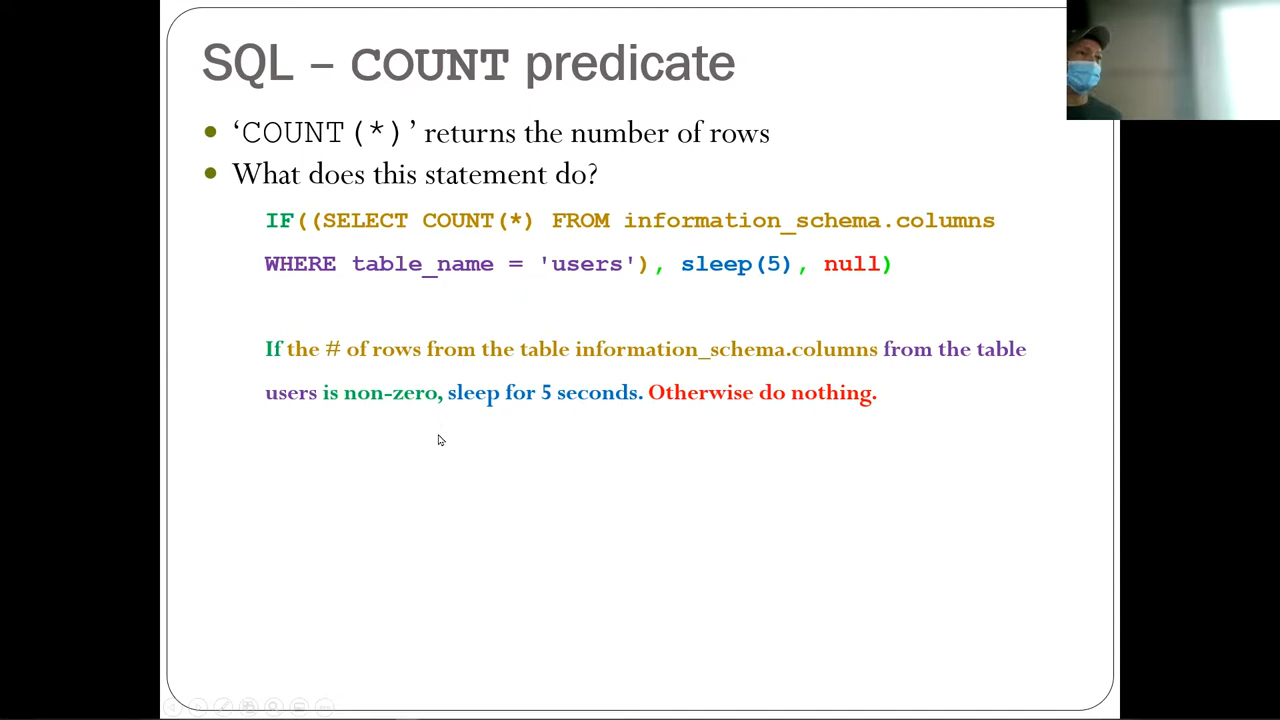 SQL – COUNT predicate
• ‘COUNT(*)’ returns the number of rows
• What does this statement do?
IF((SELECT COUNT(*) FROM information_schema.columns
WHERE table_name = 'users'), sleep(5), null)
If the # of rows from the table information_schema.columns from the table
users is non-zero, sleep for 5 seconds. Otherwise do nothing.